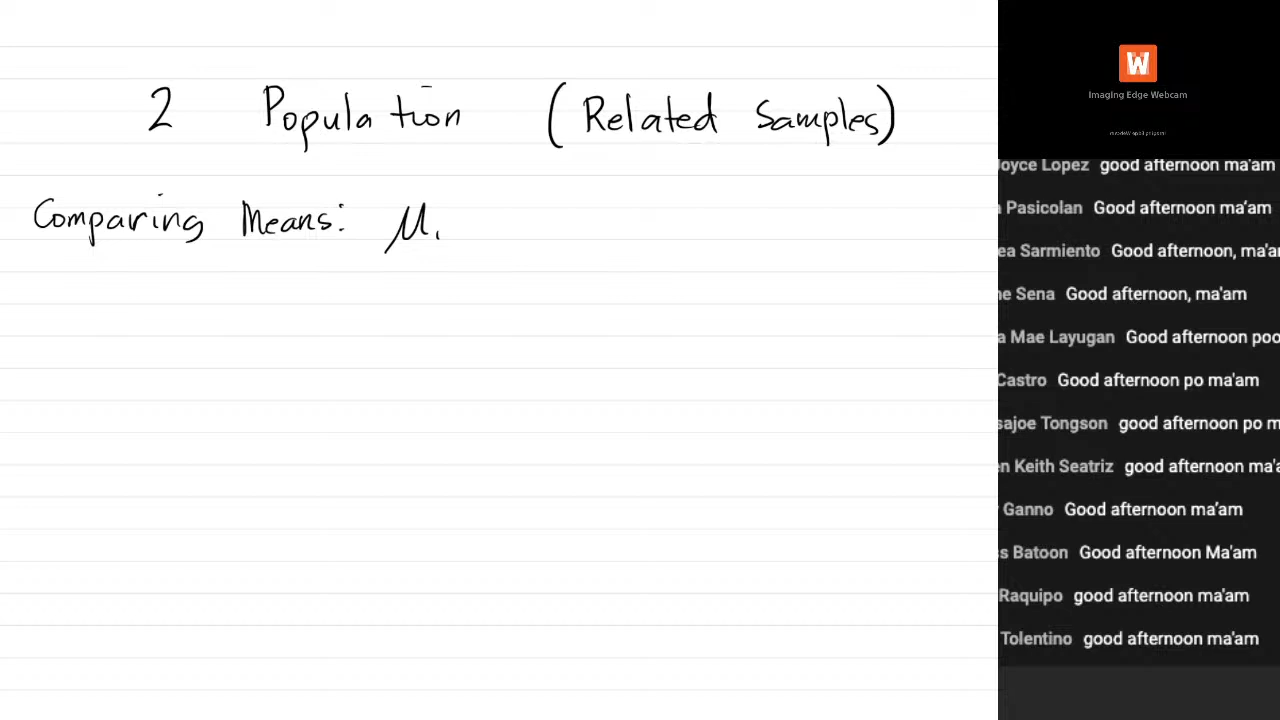 2 Population (Related Samples)
Comparing Means: μ₁
W
Imaging Edge Webcam
Joyce Lopez good afternoon ma'am
Pasicolan Good afternoon ma'am
Sarmiento Good afternoon, ma'am
Sena Good afternoon, ma'am
Mae Layugan Good afternoon poo
Castro Good afternoon po ma'am
Tongson good afternoon po m
Keith Seatriz good afternoon ma'a
Ganno Good afternoon ma'am
Batoon Good afternoon Ma'am
Raquipo good afternoon ma'am
Tolentino good afternoon ma'am